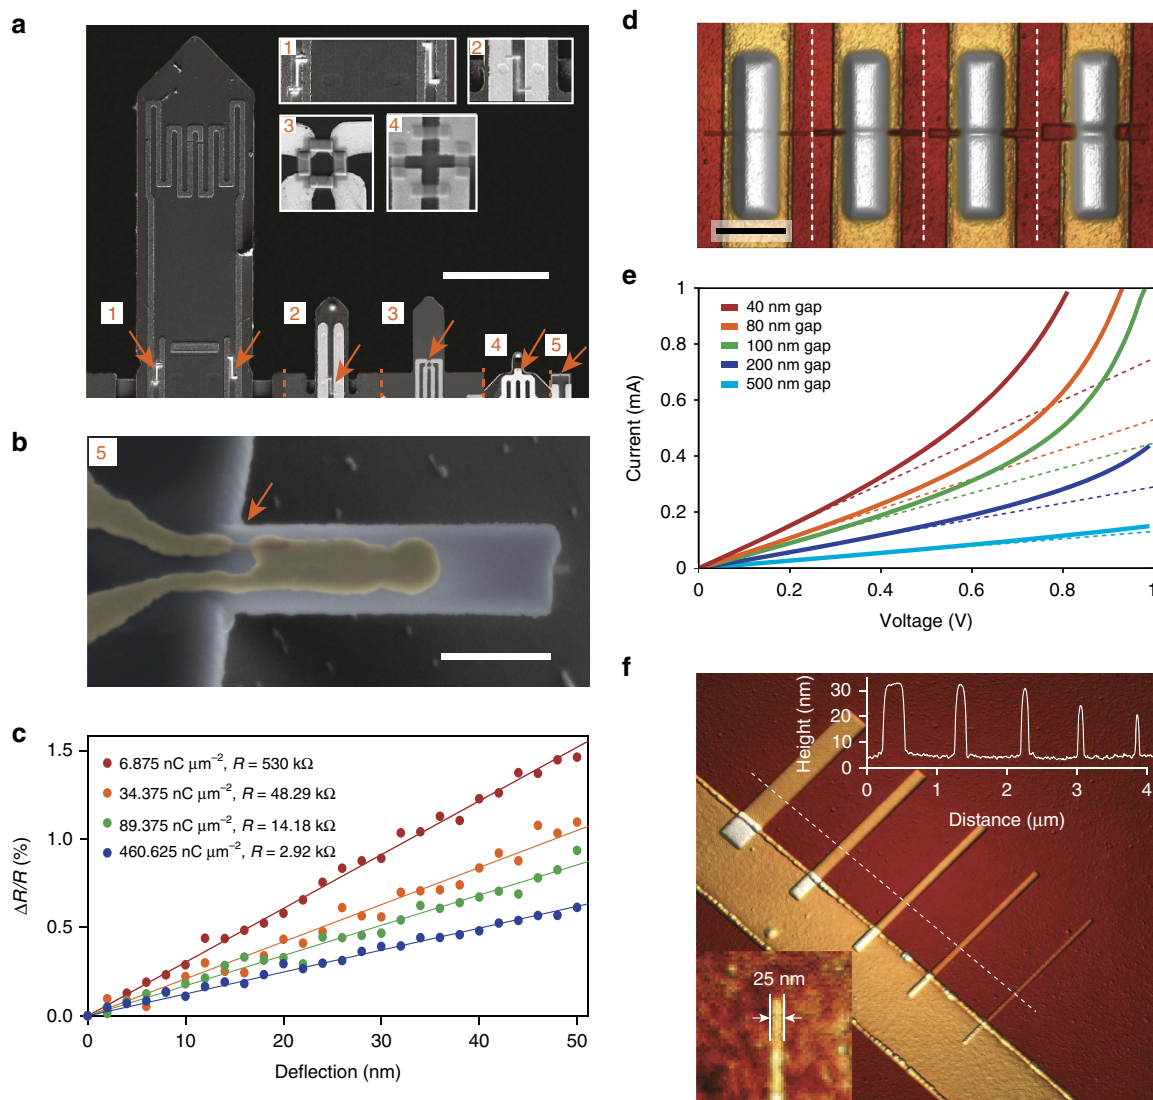 a
1
2
3
4
1
2
3
4
5
b
5
c
1.5
1.0
0.5
0.0
ΔR/R (%)
6.875 nC μm⁻², R = 530 kΩ
34.375 nC μm⁻², R = 48.29 kΩ
89.375 nC μm⁻², R = 14.18 kΩ
460.625 nC μm⁻², R = 2.92 kΩ
0
10
20
30
40
50
Deflection (nm)
d
e
1
0.8
0.6
0.4
0.2
0
Current (mA)
40 nm gap
80 nm gap
100 nm gap
200 nm gap
500 nm gap
0
0.2
0.4
0.6
0.8
1
Voltage (V)
f
Height (nm)
30
20
10
0
0
1
2
3
4
Distance (μm)
25 nm